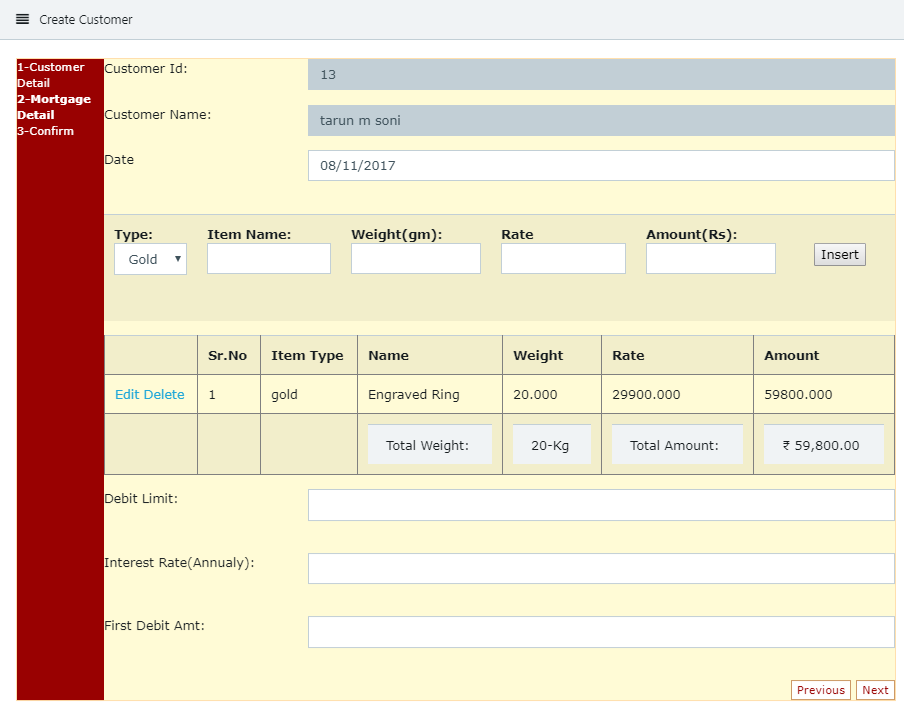 Create Customer
1-Customer
Detail
2-Mortgage
Detail
3-Confirm
Customer Id:
13
Customer Name:
tarun m soni
Date
08/11/2017
Type: Item Name: Weight(gm): Rate Amount(Rs):
Gold Insert
Sr.No Item Type Name Weight Rate Amount
Edit Delete 1 gold Engraved Ring 20.000 29900.000 59800.000
Total Weight: 20-Kg Total Amount: ₹ 59,800.00
Debit Limit:
Interest Rate(Annualy):
First Debit Amt:
Previous Next